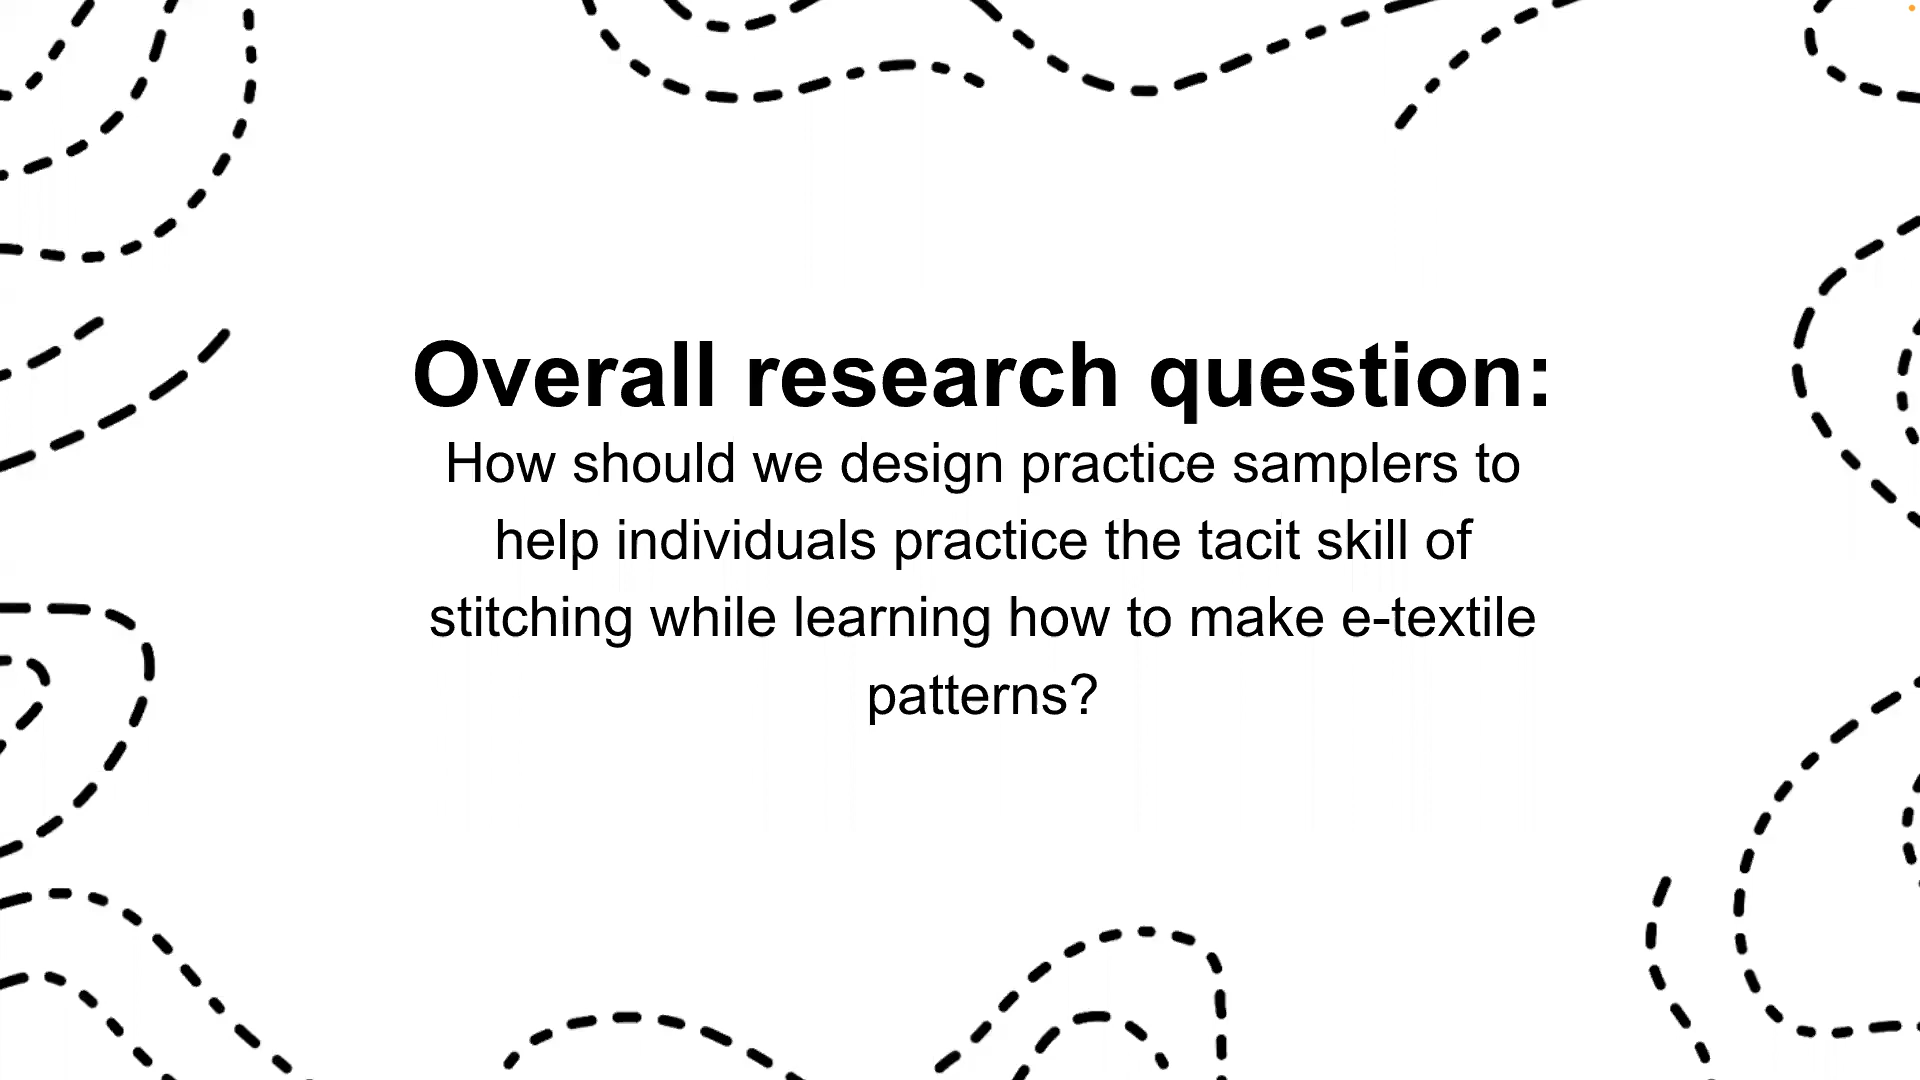 Overall research question:
How should we design practice samplers to
help individuals practice the tacit skill of
stitching while learning how to make e-textile
patterns?